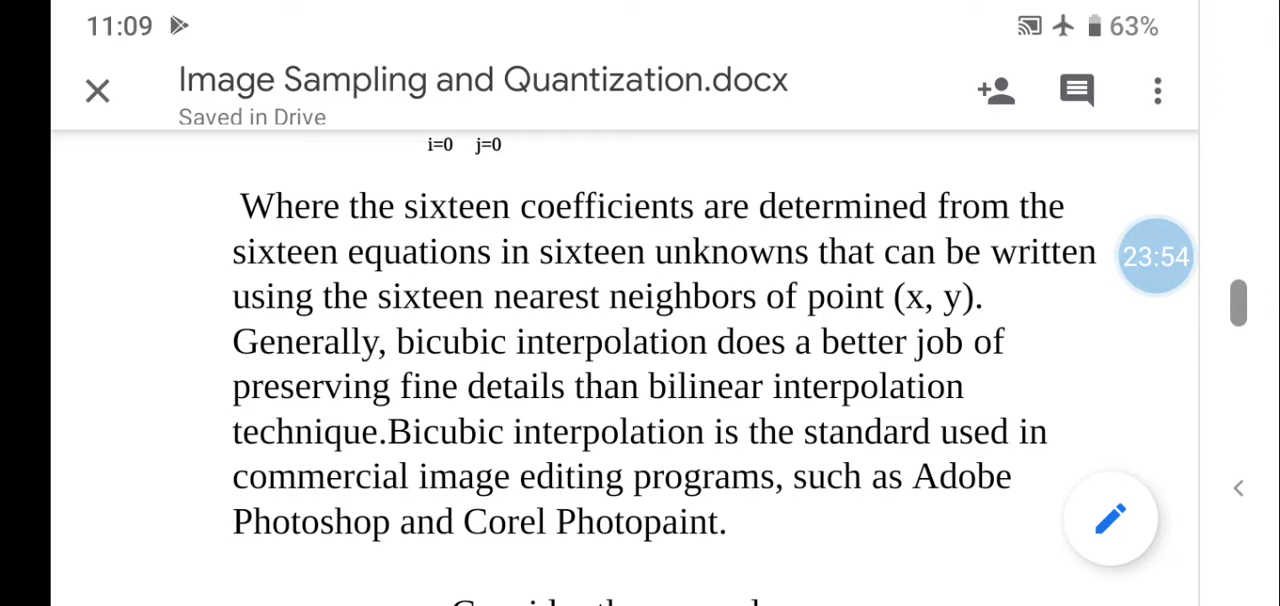 11:09 63%
Image Sampling and Quantization.docx
Saved in Drive
i=0 j=0
Where the sixteen coefficients are determined from the
sixteen equations in sixteen unknowns that can be written
23:54
using the sixteen nearest neighbors of point (x, y).
Generally, bicubic interpolation does a better job of
preserving fine details than bilinear interpolation
technique.Bicubic interpolation is the standard used in
commercial image editing programs, such as Adobe
Photoshop and Corel Photopaint.